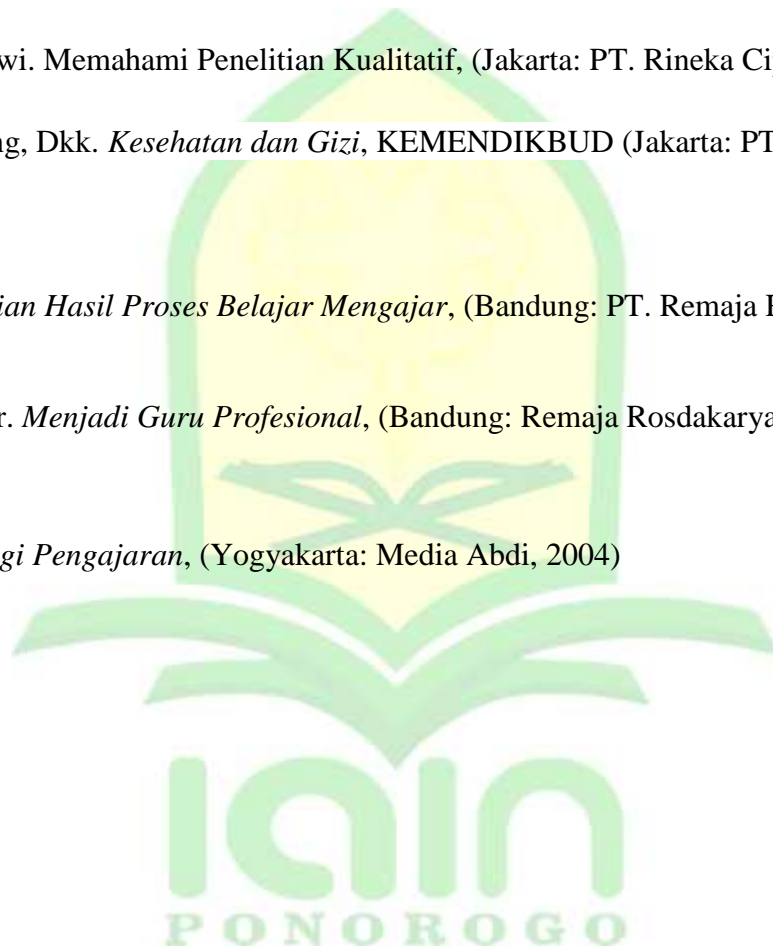 wi. Memahami Penelitian Kualitatif, (Jakarta: PT. Rineka Ci
ng, Dkk. Kesehatan dan Gizi, KEMENDIKBUD (Jakarta: PT
ian Hasil Proses Belajar Mengajar, (Bandung: PT. Remaja
r. Menjadi Guru Profesional, (Bandung: Remaja Rosdakarya
gi Pengajaran, (Yogyakarta: Media Abdi, 2004)
iain
PONOROGO